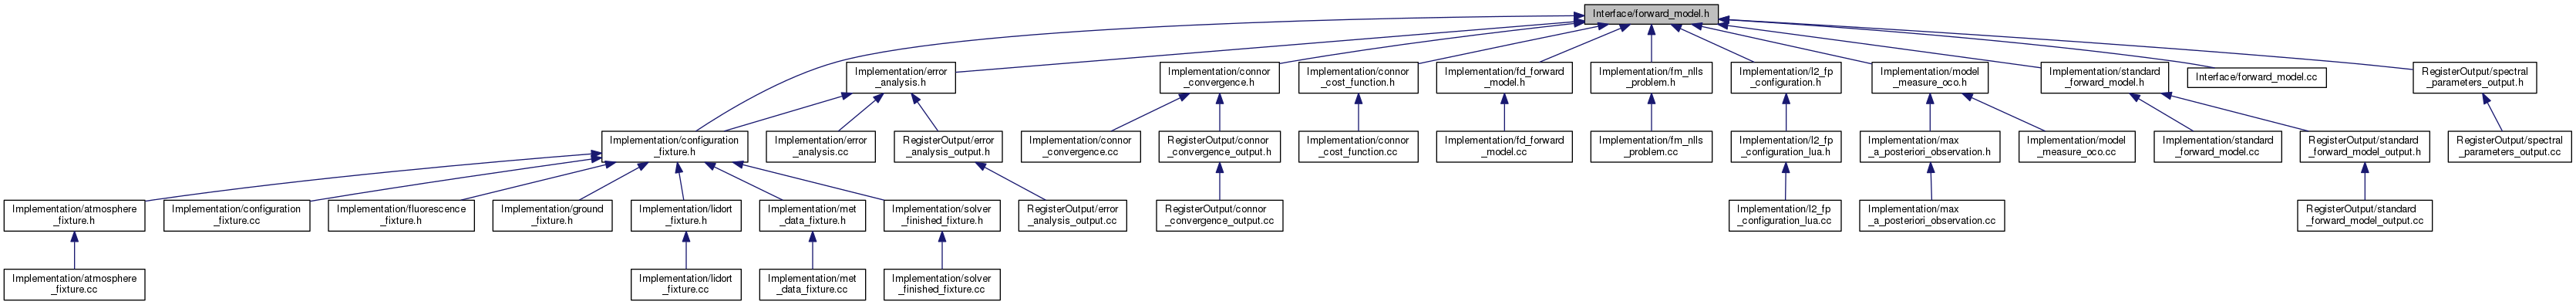 Interface/forward_model.h
Implementation/error
_analysis.h
Implementation/connor
_convergence.h
Implementation/connor
_cost_function.h
Implementation/fd_forward
_model.h
Implementation/fm_nlls
_problem.h
Implementation/l2_fp
_configuration.h
Implementation/model
_measure_oco.h
Implementation/standard
_forward_model.h
Interface/forward_model.cc
RegisterOutput/spectral
_parameters_output.h
Implementation/configuration
_fixture.h
Implementation/error
_analysis.cc
RegisterOutput/error
_analysis_output.h
Implementation/connor
_convergence.cc
RegisterOutput/connor
_convergence_output.h
Implementation/connor
_cost_function.cc
Implementation/fd_forward
_model.cc
Implementation/fm_nlls
_problem.cc
Implementation/l2_fp
_configuration_lua.h
Implementation/max
_a_posteriori_observation.h
Implementation/model
_measure_oco.cc
Implementation/standard
_forward_model.cc
RegisterOutput/standard
_forward_model_output.h
RegisterOutput/spectral
_parameters_output.cc
Implementation/atmosphere
_fixture.h
Implementation/configuration
_fixture.cc
Implementation/fluorescence
_fixture.h
Implementation/ground
_fixture.h
Implementation/lidort
_fixture.h
Implementation/met
_data_fixture.h
Implementation/solver
_finished_fixture.h
RegisterOutput/error
_analysis_output.cc
RegisterOutput/connor
_convergence_output.cc
Implementation/l2_fp
_configuration_lua.cc
Implementation/max
_a_posteriori_observation.cc
RegisterOutput/standard
_forward_model_output.cc
Implementation/atmosphere
_fixture.cc
Implementation/lidort
_fixture.cc
Implementation/met
_data_fixture.cc
Implementation/solver
_finished_fixture.cc